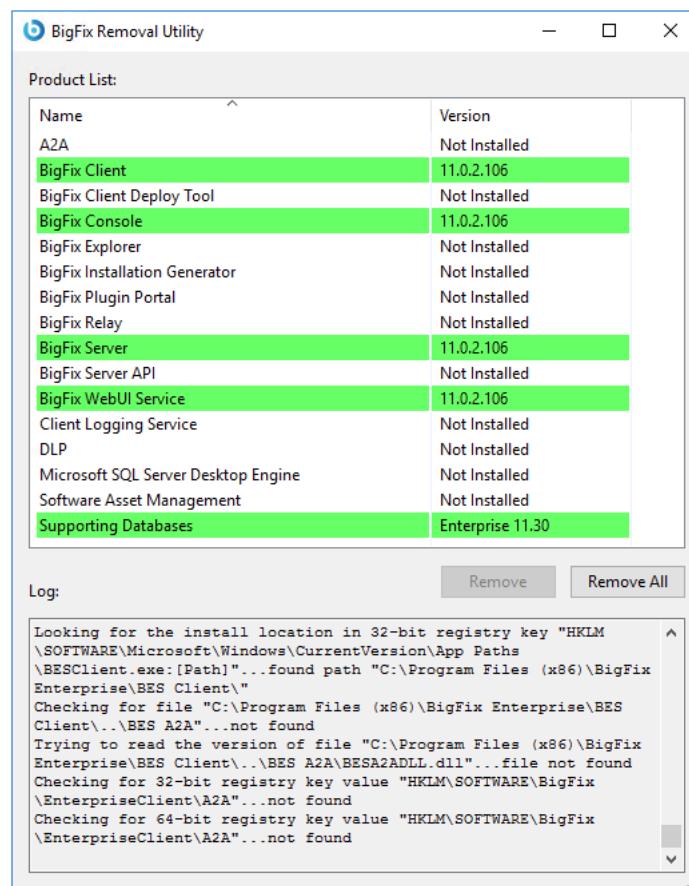 BigFix Removal Utility
Product List:
Name Version
A2A Not Installed
BigFix Client 11.0.2.106
BigFix Client Deploy Tool Not Installed
BigFix Console 11.0.2.106
BigFix Explorer Not Installed
BigFix Installation Generator Not Installed
BigFix Plugin Portal Not Installed
BigFix Relay Not Installed
BigFix Server 11.0.2.106
BigFix Server API Not Installed
BigFix WebUI Service 11.0.2.106
Client Logging Service Not Installed
DLP Not Installed
Microsoft SQL Server Desktop Engine Not Installed
Software Asset Management Not Installed
Supporting Databases Enterprise 11.30
Remove Remove All
Log:
Looking for the install location in 32-bit registry key "HKLM
\SOFTWARE\Microsoft\Windows\CurrentVersion\App Paths
\BESClient.exe:[Path]"...found path "C:\Program Files (x86)\BigFix
Enterprise\BES Client\"
Checking for file "C:\Program Files (x86)\BigFix Enterprise\BES
Client\..\BES A2A"...not found
Trying to read the version of file "C:\Program Files (x86)\BigFix
Enterprise\BES Client\..\BES A2A\BESA2ADLL.dll"...file not found
Checking for 32-bit registry key value "HKLM\SOFTWARE\BigFix
\EnterpriseClient\A2A"...not found
Checking for 64-bit registry key value "HKLM\SOFTWARE\BigFix
\EnterpriseClient\A2A"...not found